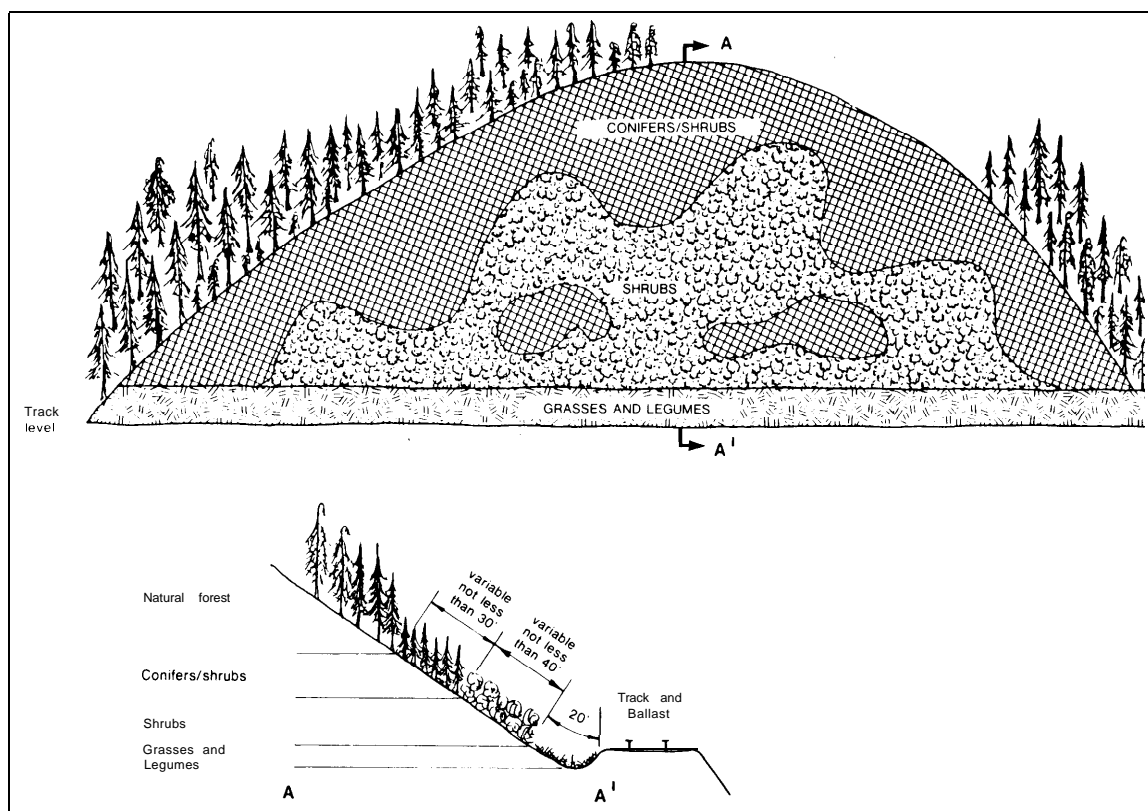 A
CONIFERS/SHRUBS
SHRUBS
GRASSES AND LEGUMES
Track
level
A'
variable
not less
than 30'
variable
not less
than 40'
20'
Natural forest
Conifers/shrubs
Shrubs
Grasses and
Legumes
Track and
Ballast
A
A'